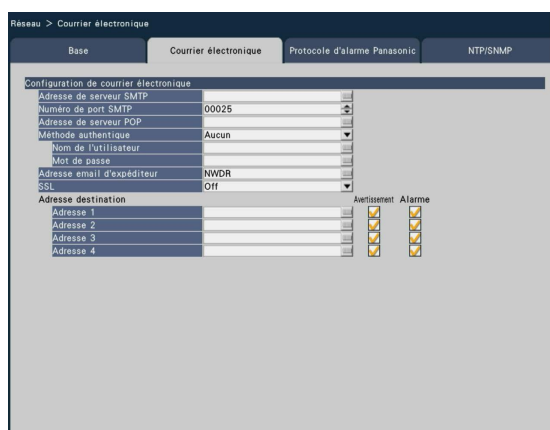 Réseau > Courrier électronique
Base Courrier électronique Protocole d'alarme Panasonic NTP/SNMP
Configuration de courrier électronique
Adresse de serveur SMTP
Numéro de port SMTP 00025
Adresse de serveur POP
Méthode authentique Aucun
Nom de l'utilisateur
Mot de passe
Adresse email d'expéditeur NWDR
SSL Off
Adresse destination Avertissement Alarme
Adresse 1
Adresse 2
Adresse 3
Adresse 4